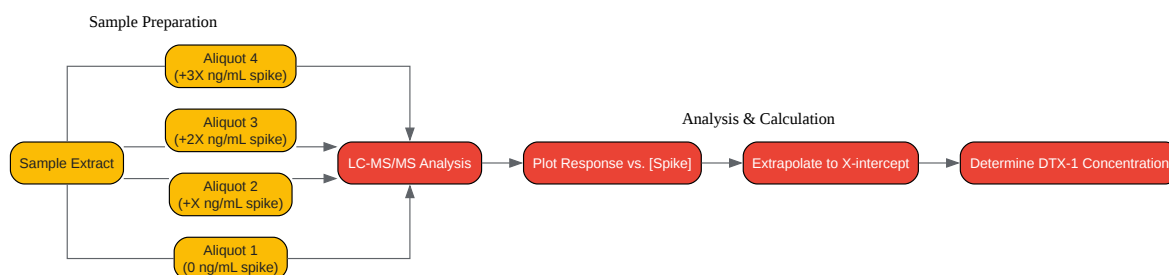 Sample Preparation
Aliquot 4
(+3X ng/mL spike)
Aliquot 3
(+2X ng/mL spike)
Analysis & Calculation
Sample Extract
LC-MS/MS Analysis
Plot Response vs. [Spike]
Extrapolate to X-intercept
Determine DTX-1 Concentration
Aliquot 2
(+X ng/mL spike)
Aliquot 1
(0 ng/mL spike)